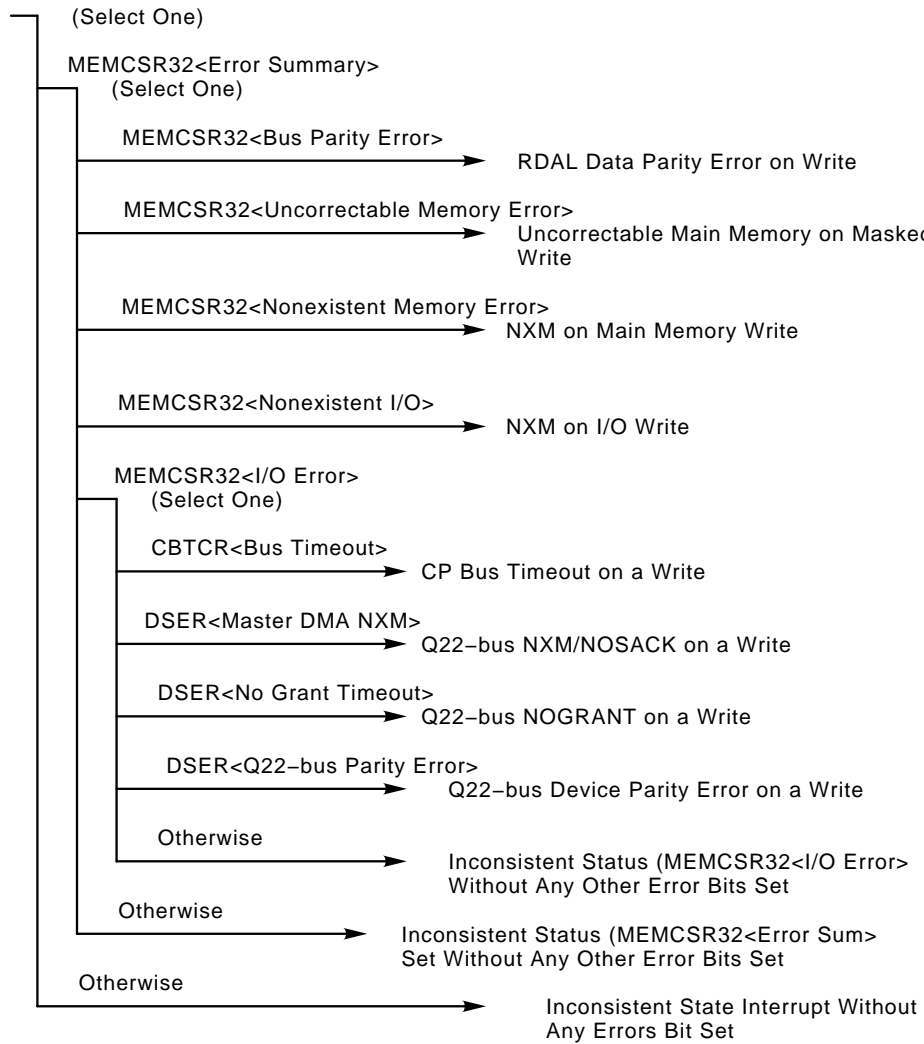 (Select One)
MEMCSR32<Error Summary>
(Select One)
MEMCSR32<Bus Parity Error>
RDAL Data Parity Error on Write
MEMCSR32<Uncorrectable Memory Error>
Uncorrectable Main Memory on Masked
Write
MEMCSR32<Nonexistent Memory Error>
NXM on Main Memory Write
MEMCSR32<Nonexistent I/O>
NXM on I/O Write
MEMCSR32<I/O Error>
(Select One)
CBTCR<Bus Timeout>
CP Bus Timeout on a Write
DSER<Master DMA NXM>
Q22−bus NXM/NOSACK on a Write
DSER<No Grant Timeout>
Q22−bus NOGRANT on a Write
DSER<Q22−bus Parity Error>
Q22−bus Device Parity Error on a Write
Otherwise
Inconsistent Status (MEMCSR32<I/O Error>
Without Any Other Error Bits Set
Otherwise
Inconsistent Status (MEMCSR32<Error Sum>
Set Without Any Other Error Bits Set
Otherwise
Inconsistent State Interrupt Without
Any Errors Bit Set